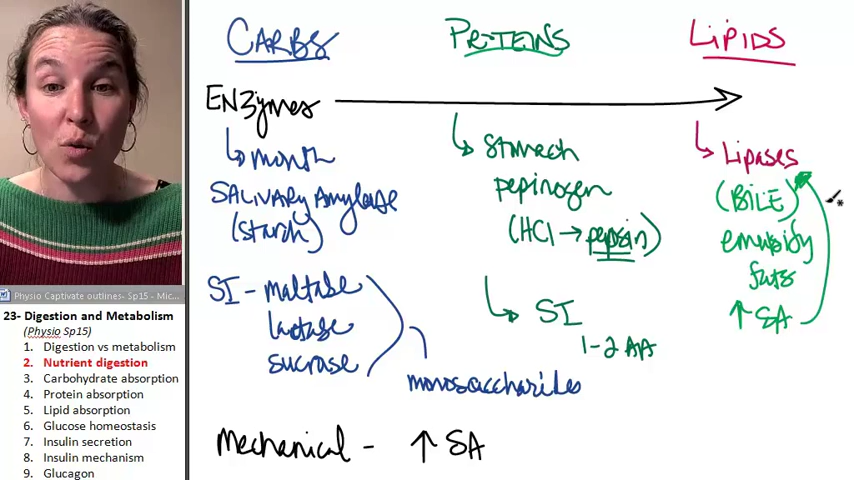 CARBS
PROTEINS
LIPIDS
ENzymes
mouth
SALIVARY Amylase
(starch)
SI - maltase
lactase
sucrase
monosaccharides
Stomach
pepinogen
(HCl → pepsin)
SI
1-2 AA
Lipases
(BILE)
emulsify
fats
↑ SA
Mechanical - ↑ SA
Physio Captivate outlines- Sp15 - Mic...
23- Digestion and Metabolism
(Physio Sp15)
1. Digestion vs metabolism
2. Nutrient digestion
3. Carbohydrate absorption
4. Protein absorption
5. Lipid absorption
6. Glucose homeostasis
7. Insulin secretion
8. Insulin mechanism
9. Glucagon